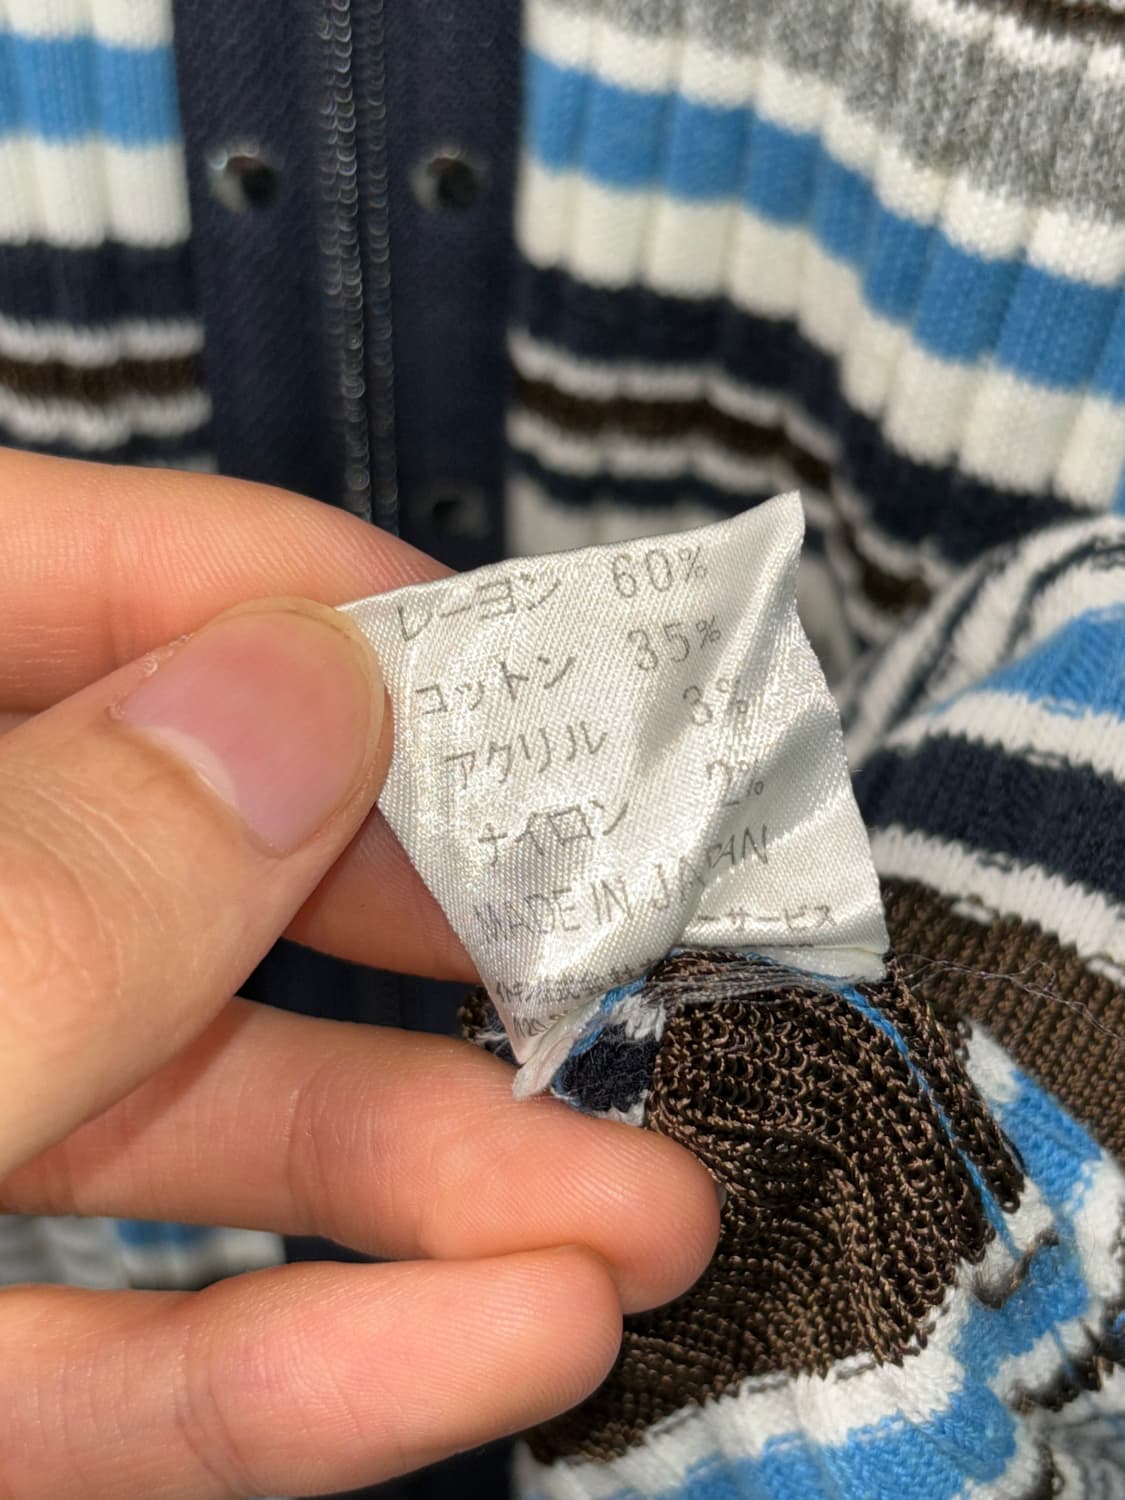 レーヨン 60%
コットン 35%
アクリル 3%
ナイロン 2%
MADE IN JAPAN
ーサービス